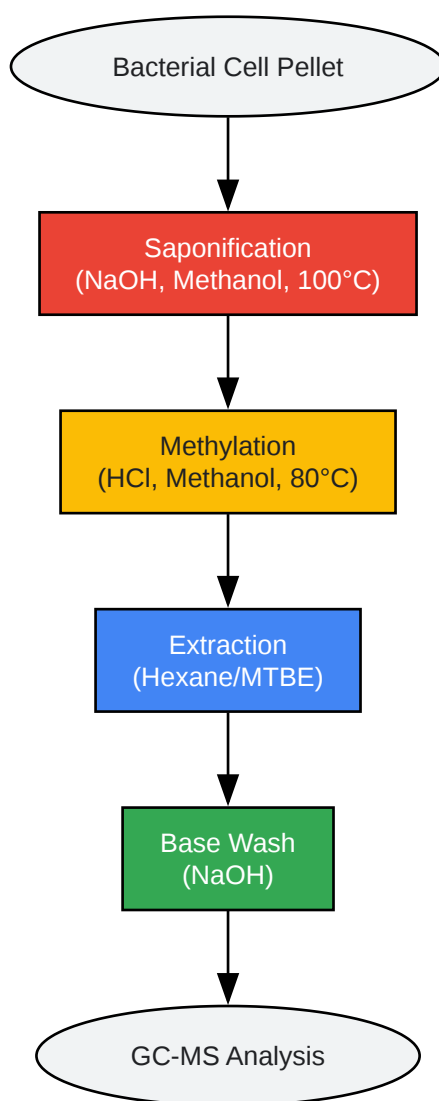 Bacterial Cell Pellet
Saponification
(NaOH, Methanol, 100°C)
Methylation
(HCl, Methanol, 80°C)
Extraction
(Hexane/MTBE)
Base Wash
(NaOH)
GC-MS Analysis